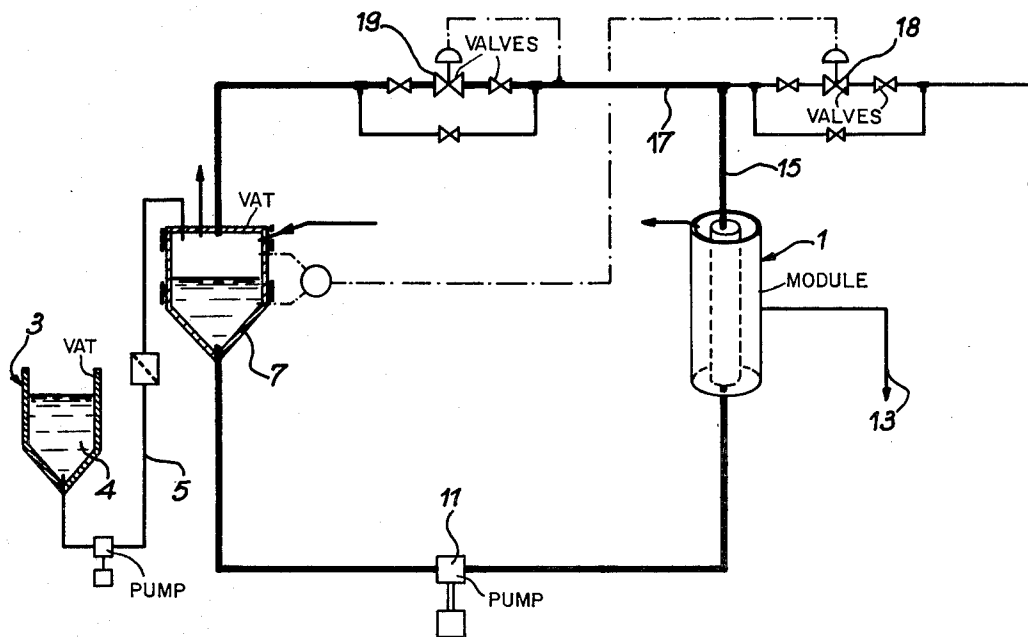 19
VALVES
18
VALVES
17
15
VAT
1
MODULE
3
VAT
7
13
4
5
11
PUMP
PUMP